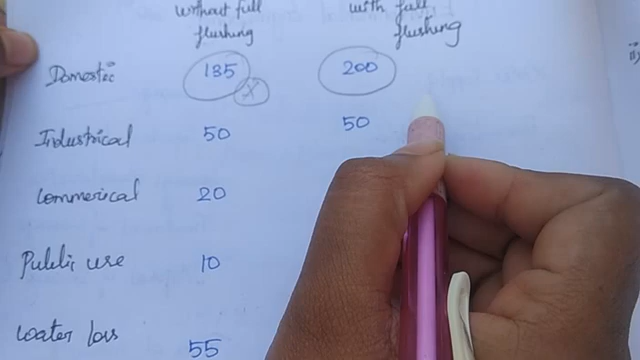 without full with full
flushing flushing
Domestic 135 200
X
Industrical 50 50
Commerical 20
Public use 10
Water loss 55